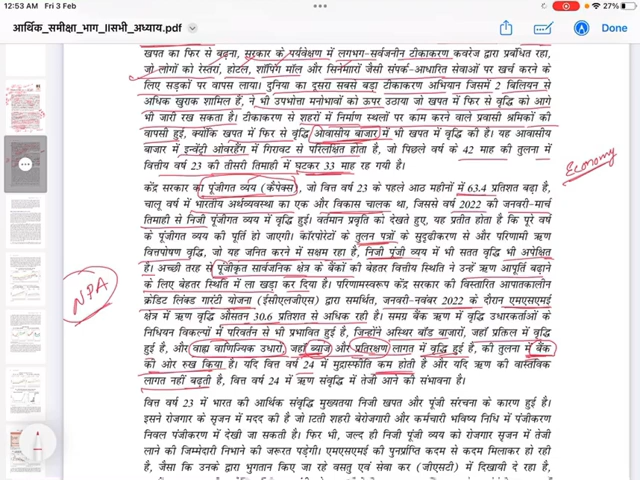 12:53 AM Fri 3 Feb
27%
आर्थिक_समीक्षा_भाग_।।सभी_अध्याय.pdf
Done
खपत का फिर से बढ़ना, सरकार के पर्यवेक्षण में लगभग-सर्वजनीन टीकाकरण कवरेज द्वारा प्रबंधित रहा,
जो लोगों को रेस्तरां, होटल, शॉपिंग मॉल और सिनेमाघरों जैसी संपर्क-आधारित सेवाओं पर खर्च करने के
लिए सड़कों पर वापस लाया। दुनिया का दूसरा सबसे बड़ा टीकाकरण अभियान जिसमें 2 बिलियन से
अधिक खुराक शामिल हैं, ने भी उपभोक्ता मनोभावों को ऊपर उठाया जो खपत में फिर से वृद्धि को आगे
भी जारी रख सकता है। टीकाकरण से शहरों में निर्माण स्थलों पर काम करने वाले प्रवासी श्रमिकों की
वापसी हुई, क्योंकि खपत में फिर से वृद्धि आवासीय बाजार में भी खपत में वृद्धि की है। यह आवासीय
बाजार में इन्वेंट्री ओवरहैंग में गिरावट से परिलक्षित होता है, जो पिछले वर्ष के 42 माह की तुलना में
वित्तीय वर्ष 23 की तीसरी तिमाही में घटकर 33 माह रह गयी है।
Economy
केंद्र सरकार का पूंजीगत व्यय (कैपेक्स), जो वित्त वर्ष 23 के पहले आठ महीनों में 63.4 प्रतिशत बढ़ा है,
चालू वर्ष में भारतीय अर्थव्यवस्था का एक और विकास चालक था, जिससे वर्ष 2022 की जनवरी-मार्च
तिमाही से निजी पूंजीगत व्यय में वृद्धि हुई। वर्तमान प्रवृति को देखते हुए, यह प्रतीत होता है कि पूरे वर्ष
के पूंजीगत व्यय की पूर्ति हो जाएगी। कॉरपोरेटों के तुलन पत्रों के सुदृढीकरण से और परिणामी ऋण
वित्तपोषण वृद्धि, जो यह जनित करने में सक्षम रहा है, निजी पूंजी व्यय में भी सतत वृद्धि भी अपेक्षित
है। अच्छी तरह से पूंजीकृत सार्वजनिक क्षेत्र के बैंकों की बेहतर वित्तीय स्थिति ने उन्हें ऋण आपूर्ति बढ़ाने
के लिए बेहतर स्थिति में ला खड़ा कर दिया है। परिणामस्वरूप केंद्र सरकार की विस्तारित आपातकालीन
NPA
क्रेडिट लिंक्ड गारंटी योजना (ईसीएलजीएस) द्वारा समर्थित, जनवरी-नवंबर 2022 के दौरान एमएसएमई
क्षेत्र में ऋण वृद्धि औसतन 30.6 प्रतिशत से अधिक रही है। समग्र बैंक ऋण में वृद्धि उधारकर्ताओं के
निधियन विकल्पों में परिवर्तन से भी प्रभावित हुई है, जिन्होंने अस्थिर बॉंड बाजारों, जहां प्रतिफल में वृद्धि
हुई है, और वाह्य वाणिज्यिक उधारों, जहाँ ब्याज और प्रतिरक्षण लागत में वृद्धि हुई है, की तुलना में बैंक
की ओर रुख किया है। यदि वित्त वर्ष 24 में मुद्रास्फीति कम होती है और यदि ऋण की वास्तविक
लागत नहीं बढ़ती है, वित्त वर्ष 24 में ऋण संवृद्धि में तेजी आने की संभावना है।
वित्त वर्ष 23 में भारत की आर्थिक संवृद्धि मुख्यतया निजी खपत और पूंजी संरचना के कारण हुई है।
इसने रोजगार के सृजन में मदद की है जो घटती शहरी बेरोजगारी और कर्मचारी भविष्य निधि में पंजीकरण
निवल पंजीकरण में देखी जा सकती है। फिर भी, जल्द ही निजी पूंजी व्यय को रोजगार सृजन में तेजी
लाने की जिम्मेदारी निभाने की जरूरत पड़ेगी। एमएसएमई की पुनर्प्राप्ति कदम से कदम मिलाकर हो रही है,
जैसा कि उनके द्वारा भुगतान किए जा रहे वस्तु एवं सेवा कर (जीएसटी) में दिखायी दे रहा है,